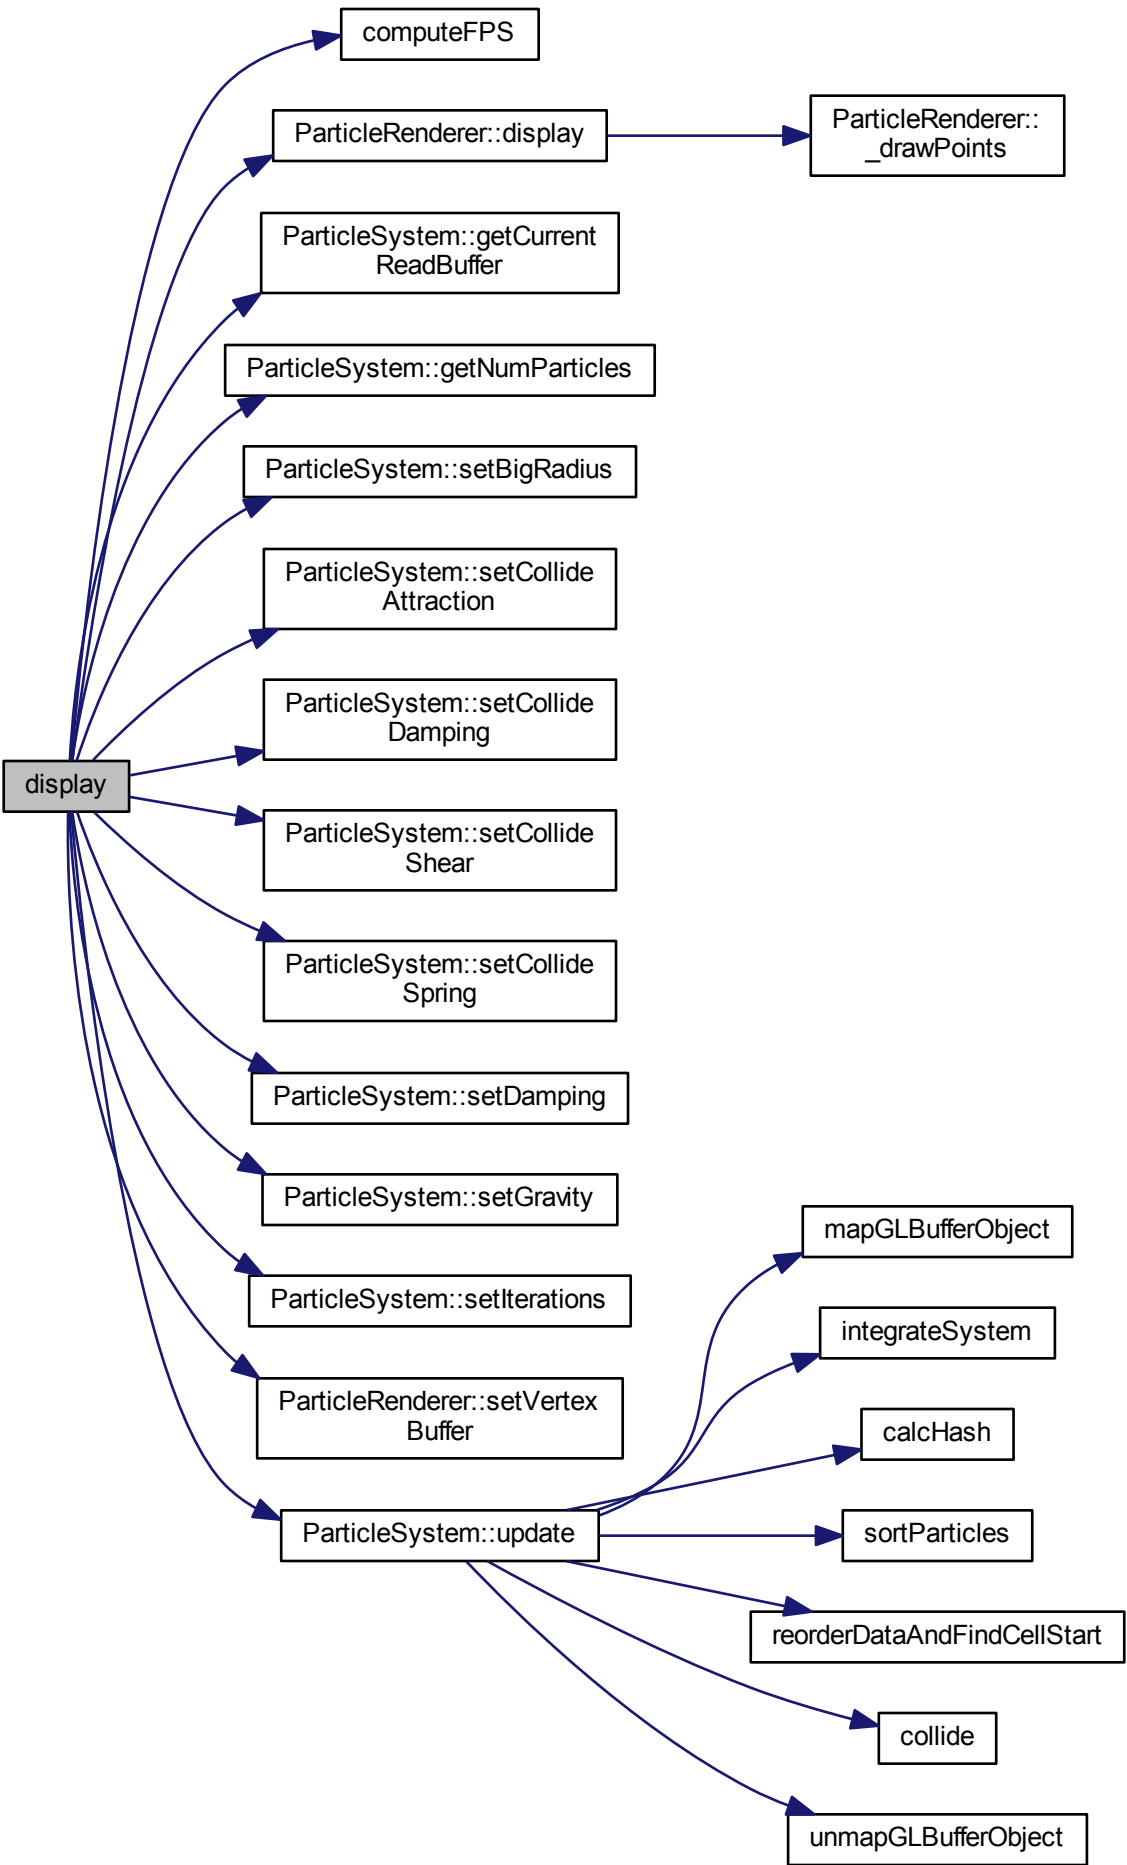 computeFPS
ParticleRenderer::display
ParticleRenderer::
_drawPoints
ParticleSystem::getCurrent
ReadBuffer
ParticleSystem::getNumParticles
ParticleSystem::setBigRadius
ParticleSystem::setCollide
Attraction
ParticleSystem::setCollide
Damping
display
ParticleSystem::setCollide
Shear
ParticleSystem::setCollide
Spring
ParticleSystem::setDamping
ParticleSystem::setGravity
mapGLBufferObject
ParticleSystem::setIterations
integrateSystem
ParticleRenderer::setVertex
Buffer
calcHash
ParticleSystem::update
sortParticles
reorderDataAndFindCellStart
collide
unmapGLBufferObject